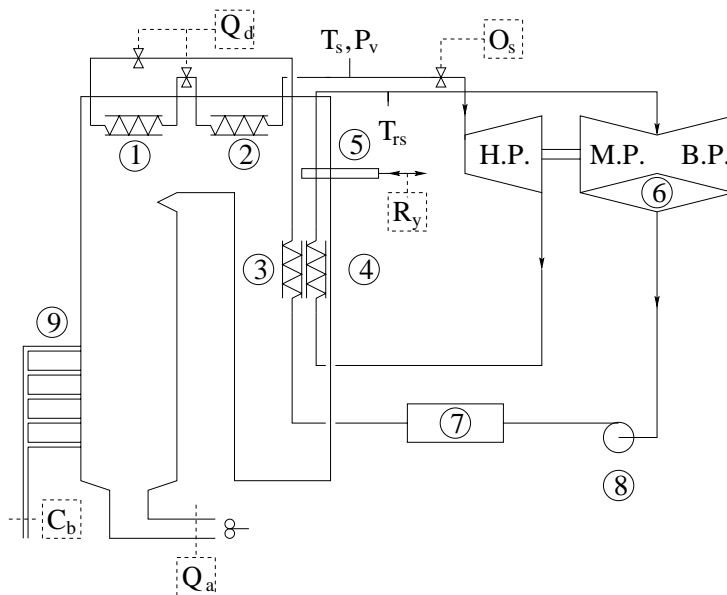 Q_d
T_s, P_v
O_s
1
2
5
T_rs
H.P.
M.P.
B.P.
6
R_y
3
4
9
7
8
C_b
Q_a